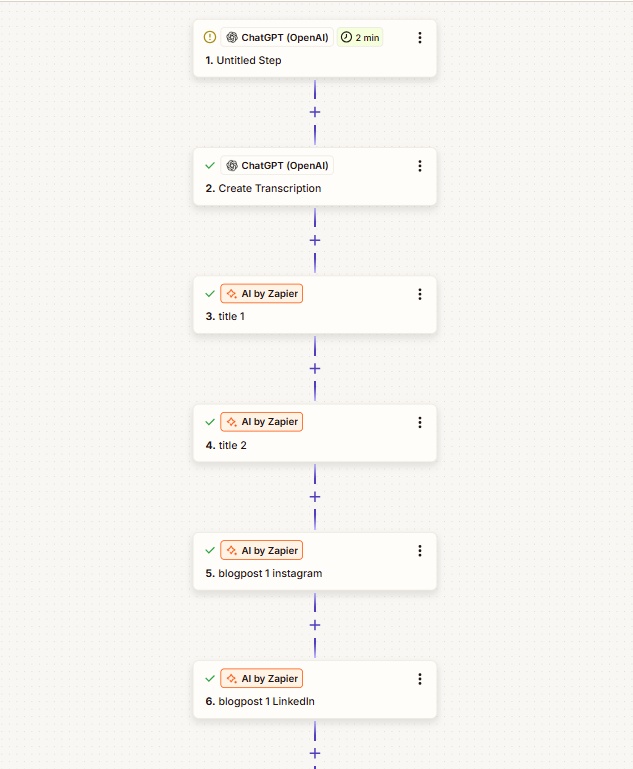 ChatGPT (OpenAI) 2 min
1. Untitled Step
ChatGPT (OpenAI)
2. Create Transcription
AI by Zapier
3. title 1
AI by Zapier
4. title 2
AI by Zapier
5. blogpost 1 instagram
AI by Zapier
6. blogpost 1 LinkedIn